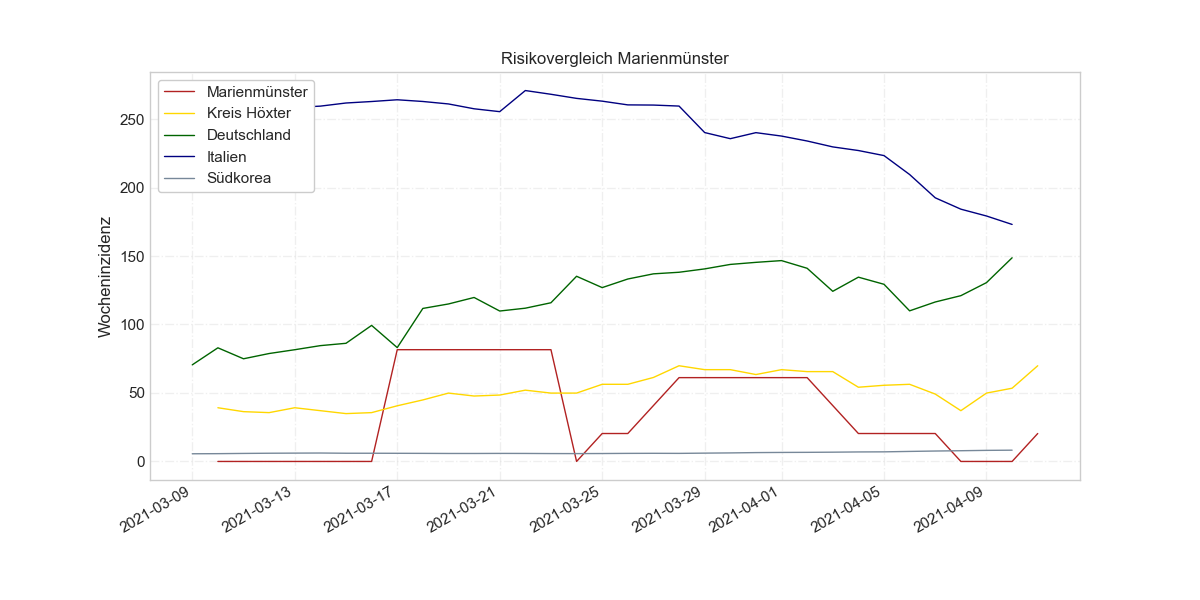 Risikovergleich Marienmünster
Marienmünster
Kreis Höxter
Deutschland
Italien
Südkorea
Wocheninzidenz
250
200
150
100
50
0
2021-03-09
2021-03-13
2021-03-17
2021-03-21
2021-03-25
2021-03-29
2021-04-01
2021-04-05
2021-04-09